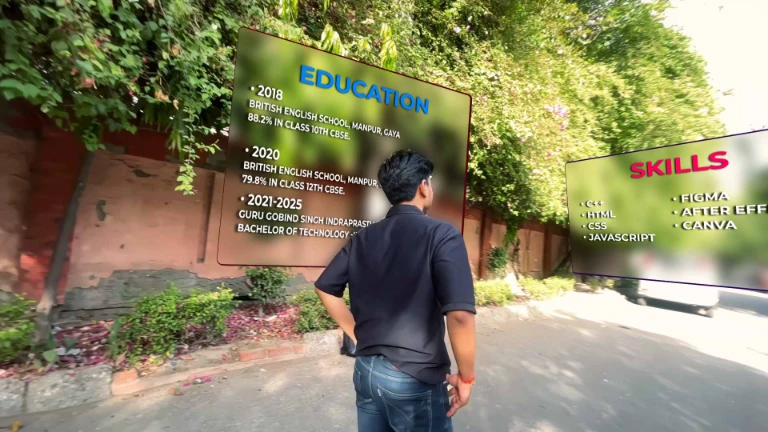 EDUCATION
• 2018
BRITISH ENGLISH SCHOOL, MANPUR, GAYA
88.2% IN CLASS 10TH CBSE.
• 2020
BRITISH ENGLISH SCHOOL, MANPUR,
79.8% IN CLASS 12TH CBSE.
• 2021-2025
GURU GOBIND SINGH
BACHELOR OF TECHNOLOGY
SKILLS
• C++
• HTML
• CSS
• JAVASCRIPT
• FIGMA
• AFTER
• CANVA